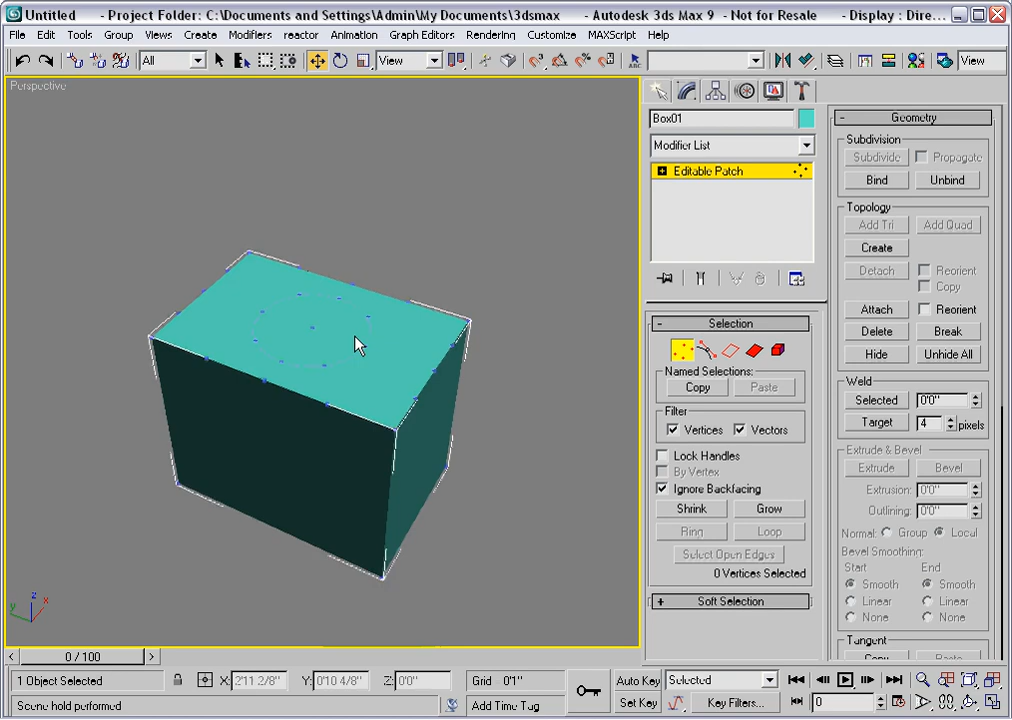 Untitled - Project Folder: C:\Documents and Settings\Admin\My Documents\3dsmax - Autodesk 3ds Max 9 - Not for Resale - Display : Dire...
File Edit Tools Group Views Create Modifiers reactor Animation Graph Editors Rendering Customize MAXScript Help
All View View
Perspective
Box01
Modifier List
Editable Patch
- Selection
Named Selections:
Copy Paste
Filter
Vertices Vectors
Lock Handles
By Vertex
Ignore Backfacing
Shrink Grow
Ring Loop
Select Open Edges
0 Vertices Selected
+ Soft Selection
- Geometry
Subdivision
Subdivide Propagate
Bind Unbind
Topology
Add Tri Add Quad
Create
Detach Reorient
Copy
Attach Reorient
Delete Break
Hide Unhide All
Weld
Selected 0'0"
Target 4 pixels
Extrude & Bevel
Extrude Bevel
Extrusion: 0'0"
Outlining: 0'0"
Normal: Group Local
Bevel Smoothing:
Start End
Smooth Smooth
Linear Linear
None None
Tangent
Copy Paste
z
y x
< 0 / 100 >
1 Object Selected X: 2'11 2/8" Y: 0'10 4/8" Z: 0'0" Grid = 0'1" Auto Key Selected
Scene hold performed Add Time Tag Set Key Key Filters... 0